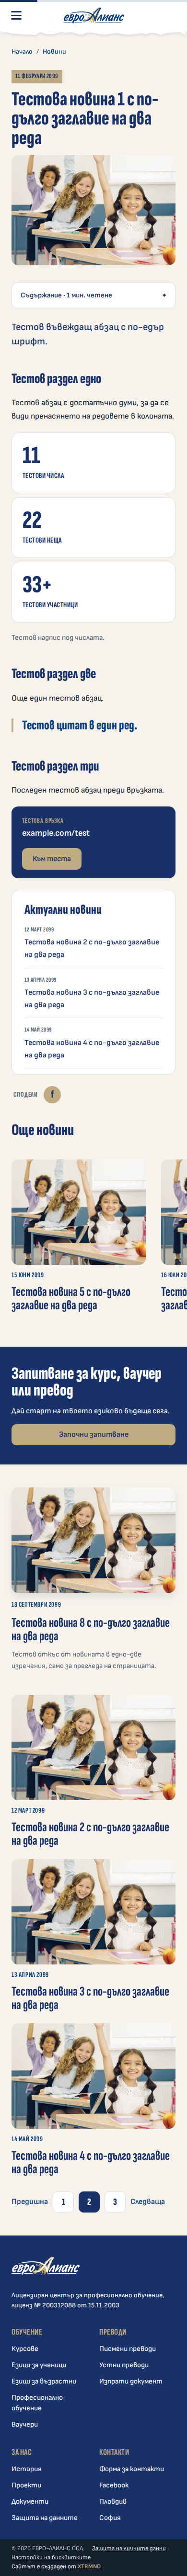 евроАлианс
Начало / Новини
11 ФЕВРУАРИ 2099
Тестова новина 1 с по-
дълго заглавие на два
реда
Съдържание · 1 мин. четене +
Тестов въвеждащ абзац с по-едър
шрифт.
Тестов раздел едно
Тестов абзац с достатъчно думи, за да се
види пренасянето на редовете в колоната.
11
ТЕСТОВИ ЧИСЛА
22
ТЕСТОВИ НЕЩА
33+
ТЕСТОВИ УЧАСТНИЦИ
Тестов надпис под числата.
Тестов раздел две
Още един тестов абзац.
Тестов цитат в един ред.
Тестов раздел три
Последен тестов абзац преди връзката.
ТЕСТОВА ВРЪЗКА
example.com/test
Към теста
Актуални новини
12 МАРТ 2099
Тестова новина 2 с по-дълго заглавие
на два реда
13 АПРИЛ 2099
Тестова новина 3 с по-дълго заглавие
на два реда
14 МАЙ 2099
Тестова новина 4 с по-дълго заглавие
на два реда
СПОДЕЛИ f
Още новини
15 ЮНИ 2099
Тестова новина 5 с по-дълго
заглавие на два реда
16 ЮЛИ 20
Тесто
заглав
Запитване за курс, ваучер
или превод
Дай старт на твоето езиково бъдеще сега.
Започни запитване
18 СЕПТЕМВРИ 2099
Тестова новина 8 с по-дълго заглавие
на два реда
Тестов откъс от новината в едно-две
изречения, само за прегледа на страницата.
12 МАРТ 2099
Тестова новина 2 с по-дълго заглавие
на два реда
13 АПРИЛ 2099
Тестова новина 3 с по-дълго заглавие
на два реда
14 МАЙ 2099
Тестова новина 4 с по-дълго заглавие
на два реда
Предишна 1 2 3 Следваща
евроАлианс
Лицензиран център за професионално обучение,
лиценз № 200312088 от 15.11.2003
ОБУЧЕНИЕ
Курсове
Езици за ученици
Езици за възрастни
Професионално
обучение
Ваучери
ПРЕВОДИ
Писмени преводи
Устни преводи
Изпрати документ
ЗА НАС
История
Проекти
Документи
Защита на данните
КОНТАКТИ
Форма за контакти
Facebook
Пловдив
София
© 2026 ЕВРО-АЛИАНС ООД Защита на личните данни
Настройки на бисквитките
Сайтът е създаден от XTRMND